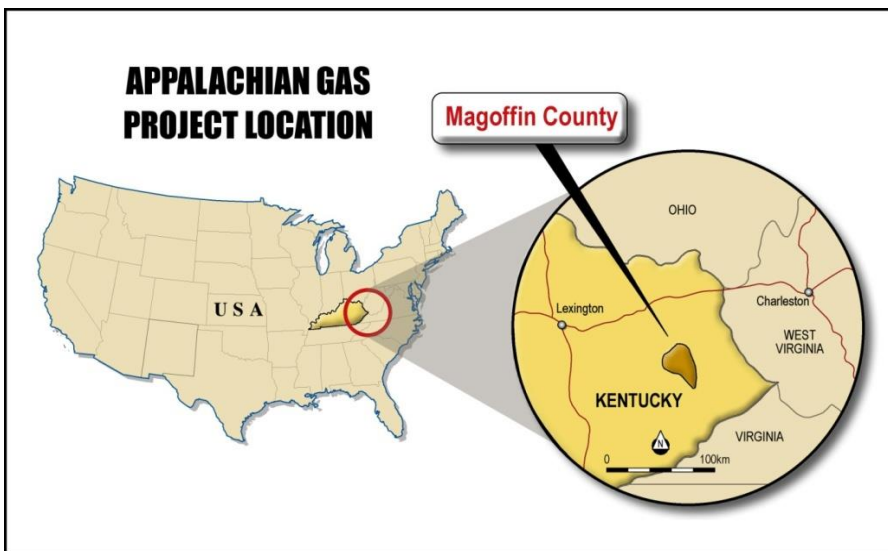 APPALACHIAN GAS
PROJECT LOCATION
Magoffin County
USA
OHIO
Lexington
Charleston
WEST
VIRGINIA
KENTUCKY
VIRGINIA
N
0
100km